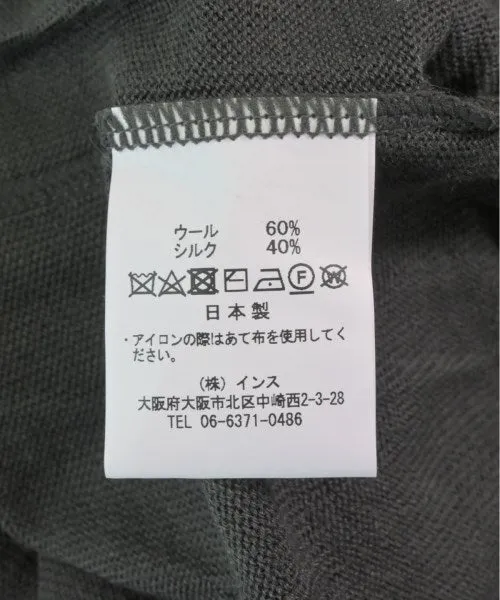 ウール 60%
シルク 40%
F W
日本製
・アイロンの際はあて布を使用してく
ださい。
(株) インス
大阪府大阪市北区中崎西2-3-28
TEL 06-6371-0486